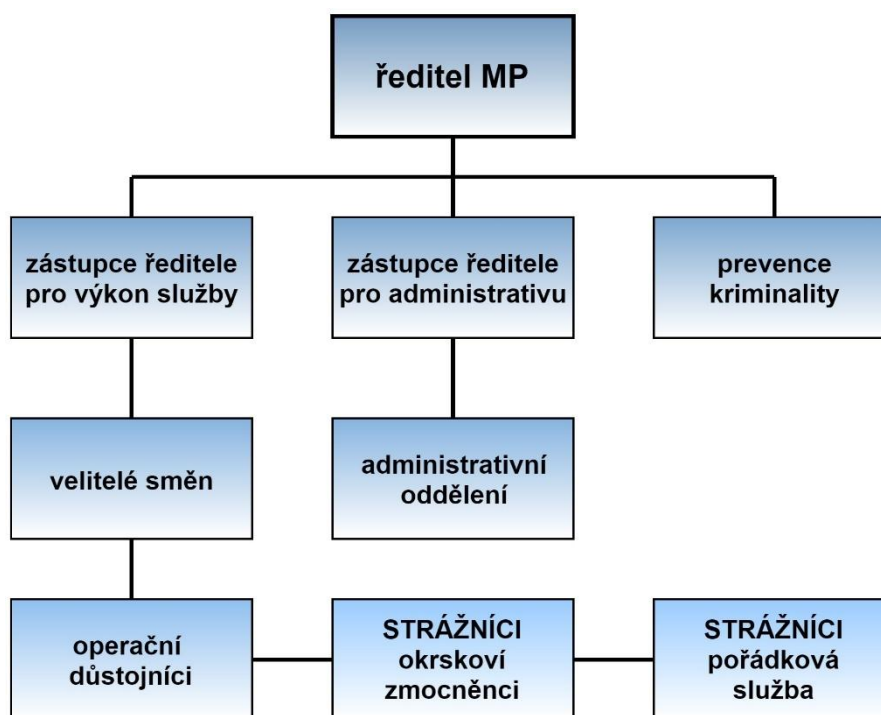 ředitel MP
zástupce ředitele
pro výkon služby
zástupce ředitele
pro administrativu
prevence
kriminality
velitelé směn
administrativní
oddělení
operační
důstojníci
STRÁŽNÍCI
okrskoví
zmocněnci
STRÁŽNÍCI
pořádková
služba